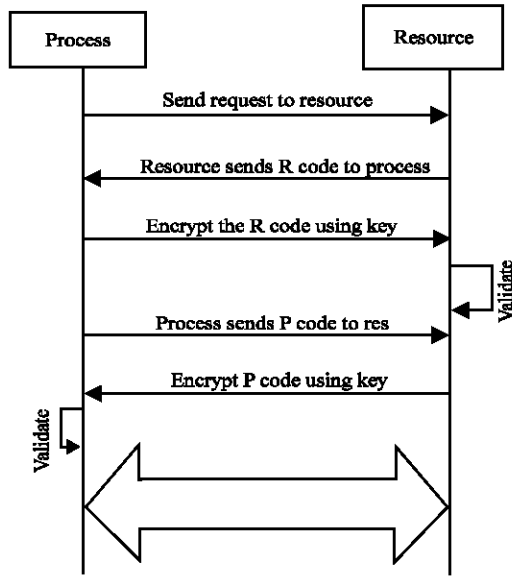 Process
Resource
Send request to resource
Resource sends R code to process
Encrypt the R code using key
Validate
Process sends P code to res
Encrypt P code using key
Validate